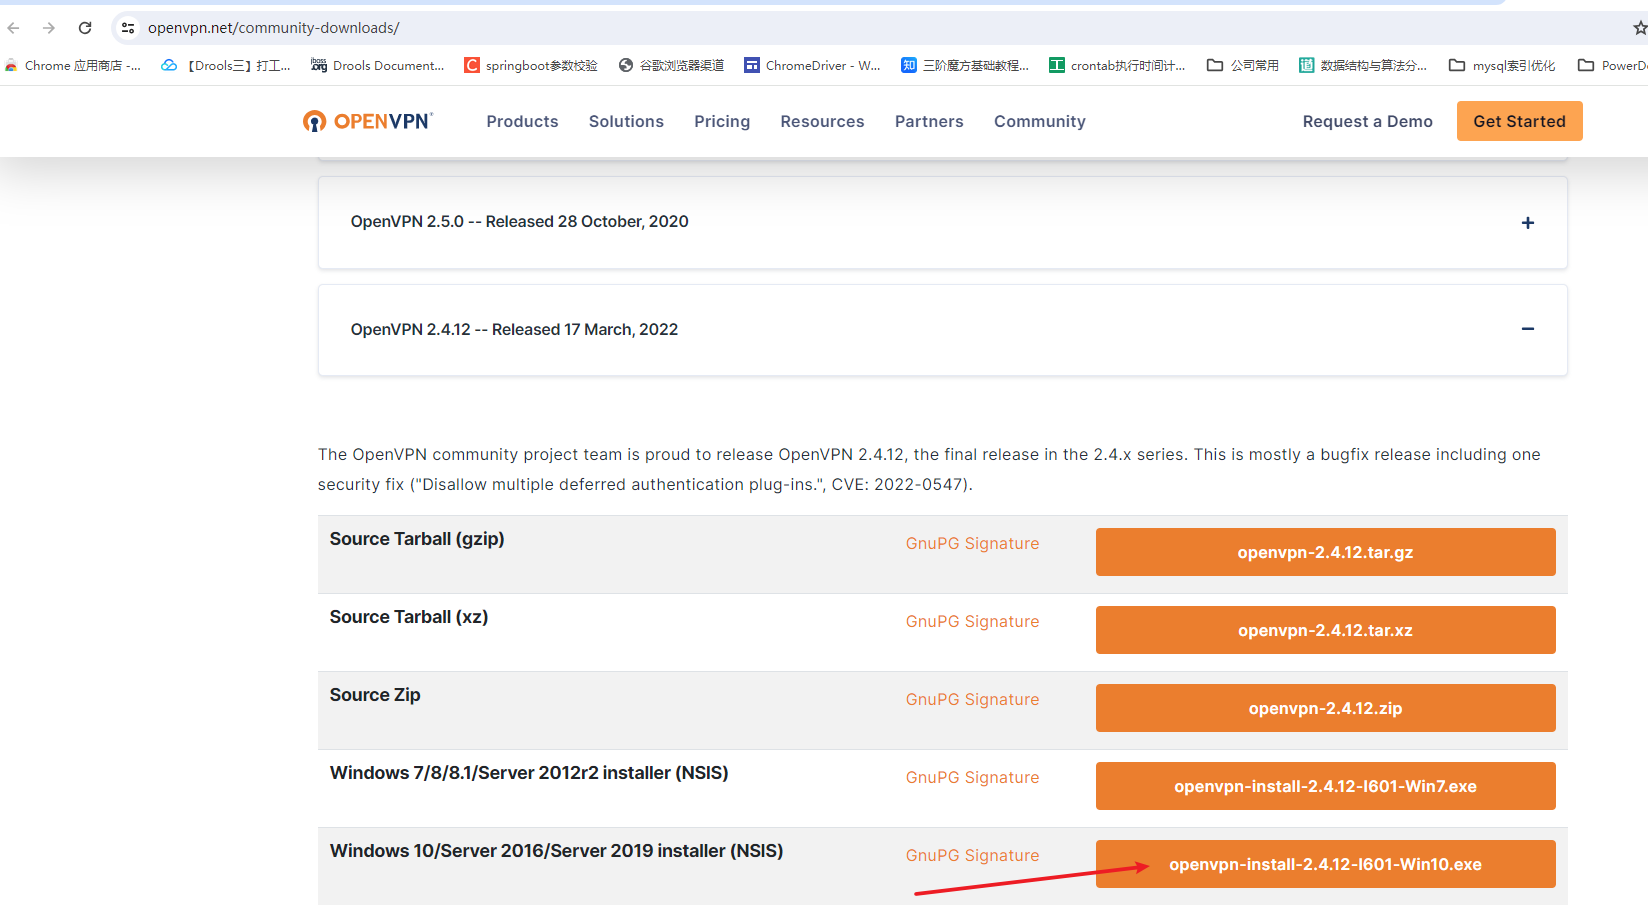 openvpn.net/community-downloads/
Chrome 应用商店 -... 【Drools三】打工... Drools Document... springboot参数校验 谷歌浏览器渠道 ChromeDriver - W... 三阶魔方基础教程... crontab执行时间计... 公司常用 数据结构与算法分... mysql索引优化 PowerD
OPENVPN Products Solutions Pricing Resources Partners Community Request a Demo Get Started
OpenVPN 2.5.0 -- Released 28 October, 2020 +
OpenVPN 2.4.12 -- Released 17 March, 2022 −
The OpenVPN community project team is proud to release OpenVPN 2.4.12, the final release in the 2.4.x series. This is mostly a bugfix release including one
security fix ("Disallow multiple deferred authentication plug-ins.", CVE: 2022-0547).
Source Tarball (gzip) GnuPG Signature openvpn-2.4.12.tar.gz
Source Tarball (xz) GnuPG Signature openvpn-2.4.12.tar.xz
Source Zip GnuPG Signature openvpn-2.4.12.zip
Windows 7/8/8.1/Server 2012r2 installer (NSIS) GnuPG Signature openvpn-install-2.4.12-I601-Win7.exe
Windows 10/Server 2016/Server 2019 installer (NSIS) GnuPG Signature openvpn-install-2.4.12-I601-Win10.exe